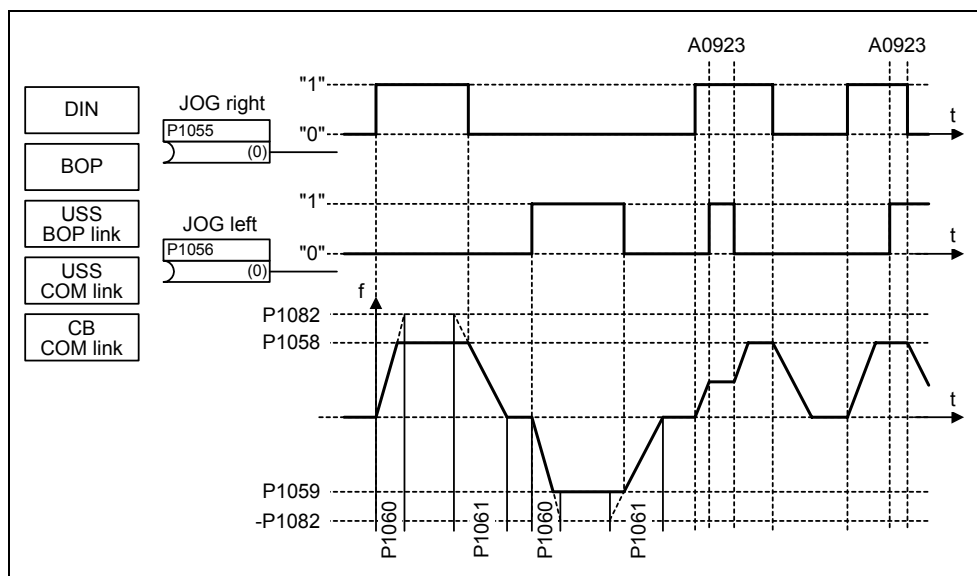 A0923 A0923
"1"
DIN
JOG right
t
P1055
"0"
(0)
BOP
"1"
USS
BOP link
JOG left
t
P1056
"0"
(0)
USS
COM link
f
P1082
CB
COM link
P1058
t
P1059
-P1082
P1060
P1061
P1060
P1061